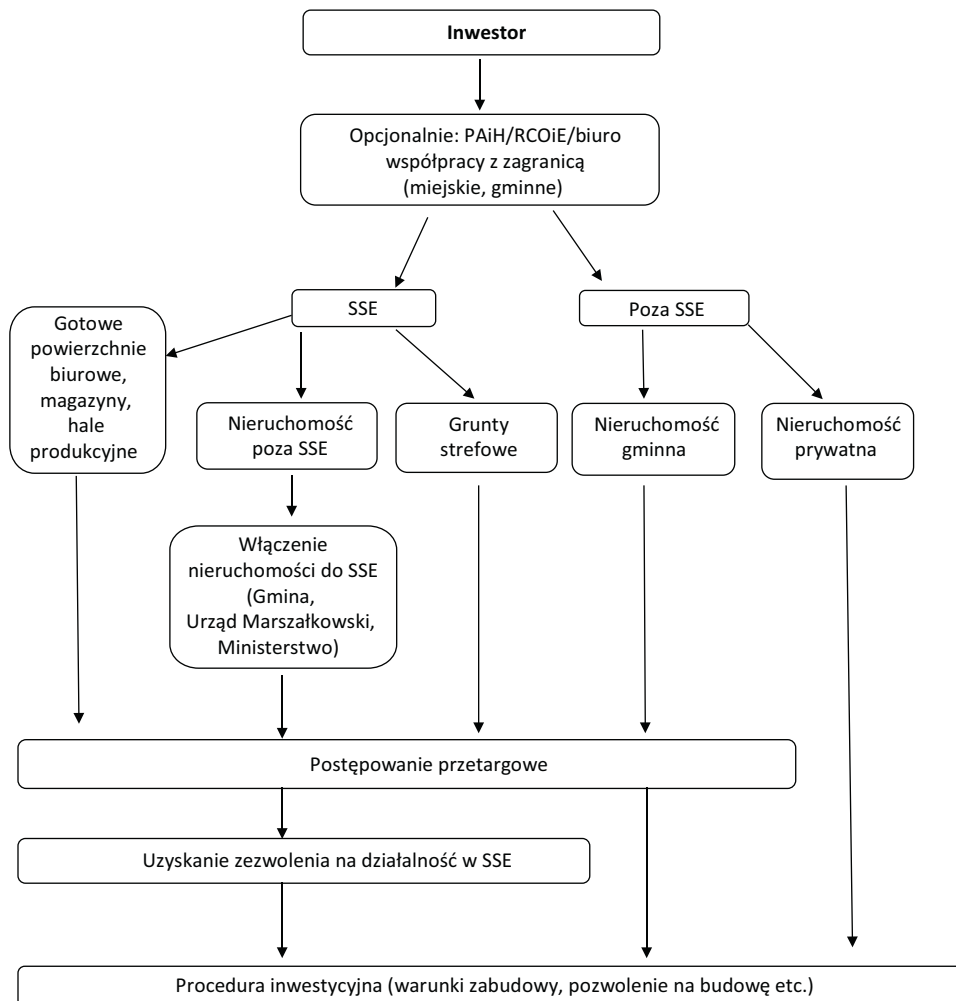 Inwestor
Opcjonalnie: PAiH/RCOiE/biuro
współpracy z zagranicą
(miejskie, gminne)
SSE
Poza SSE
Gotowe
powierzchnie
biurowe,
magazyny,
hale
produkcyjne
Nieruchomość
poza SSE
Grunty
strefowe
Nieruchomość
gminna
Nieruchomość
prywatna
Włączenie
nieruchomości do SSE
(Gmina,
Urząd Marszałkowski,
Ministerstwo)
Postępowanie przetargowe
Uzyskanie zezwolenia na działalność w SSE
Procedura inwestycyjna (warunki zabudowy, pozwolenie na budowę etc.)